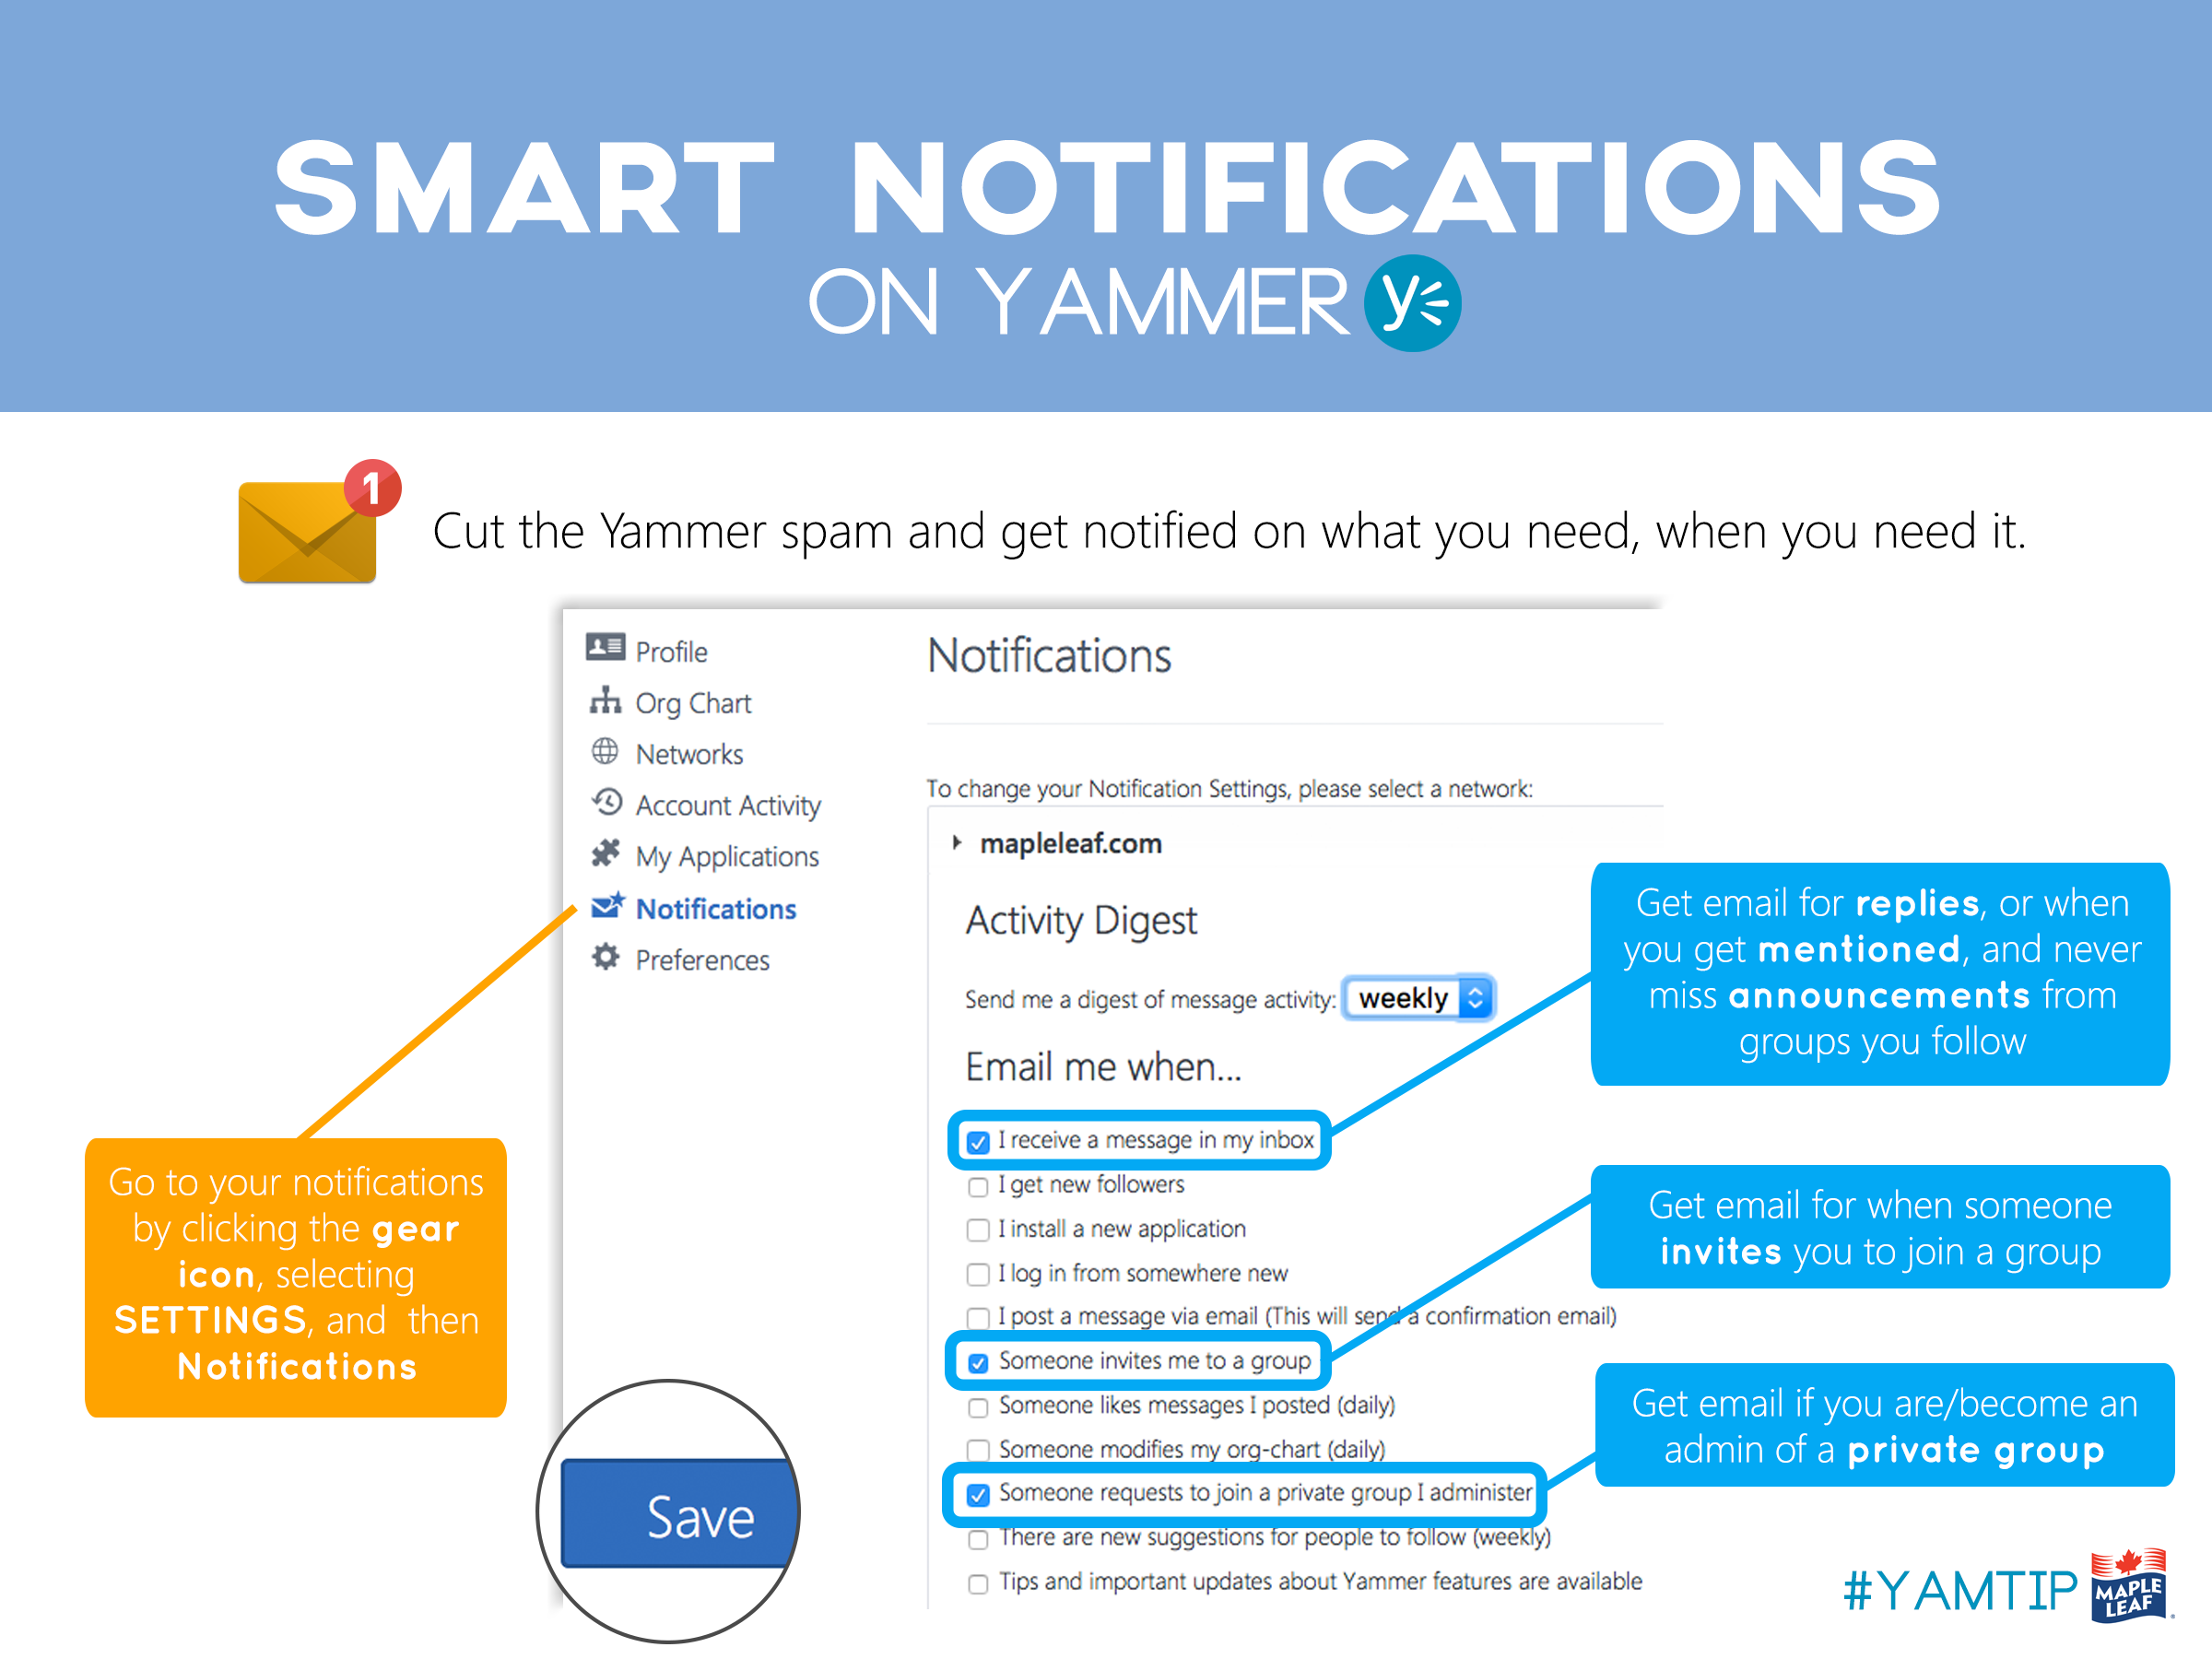 SMART NOTIFICATIONS
ON YAMMER
1
Cut the Yammer spam and get notified on what you need, when you need it.
Profile
Org Chart
Networks
Account Activity
My Applications
Notifications
Preferences
Notifications
To change your Notification Settings, please select a network:
mapleleaf.com
Activity Digest
Send me a digest of message activity: weekly
Email me when...
I receive a message in my inbox
I get new followers
I install a new application
I log in from somewhere new
I post a message via email (This will send a confirmation email)
Someone invites me to a group
Someone likes messages I posted (daily)
Someone modifies my org-chart (daily)
Someone requests to join a private group I administer
There are new suggestions for people to follow (weekly)
Tips and important updates about Yammer features are available
Get email for replies, or when
you get mentioned, and never
miss announcements from
groups you follow
Get email for when someone
invites you to join a group
Get email if you are/become an
admin of a private group
Go to your notifications
by clicking the gear
icon, selecting
SETTINGS, and then
Notifications
Save
#YAMTIP
MAPLE
LEAF